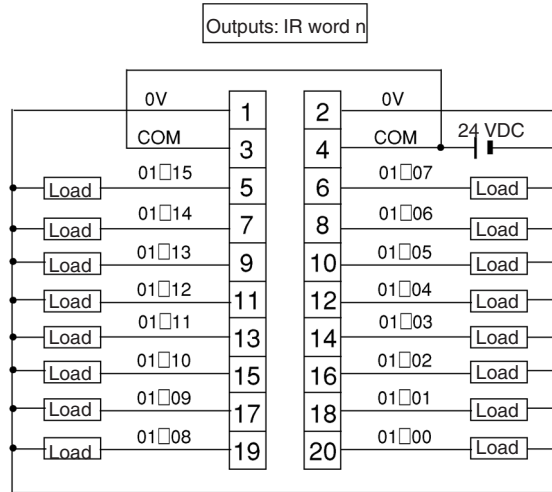 Outputs: IR word n
0V 1 2 0V
COM 3 4 COM 24 VDC
Load 01□15 5 6 01□07 Load
Load 01□14 7 8 01□06 Load
Load 01□13 9 10 01□05 Load
Load 01□12 11 12 01□04 Load
Load 01□11 13 14 01□03 Load
Load 01□10 15 16 01□02 Load
Load 01□09 17 18 01□01 Load
Load 01□08 19 20 01□00 Load